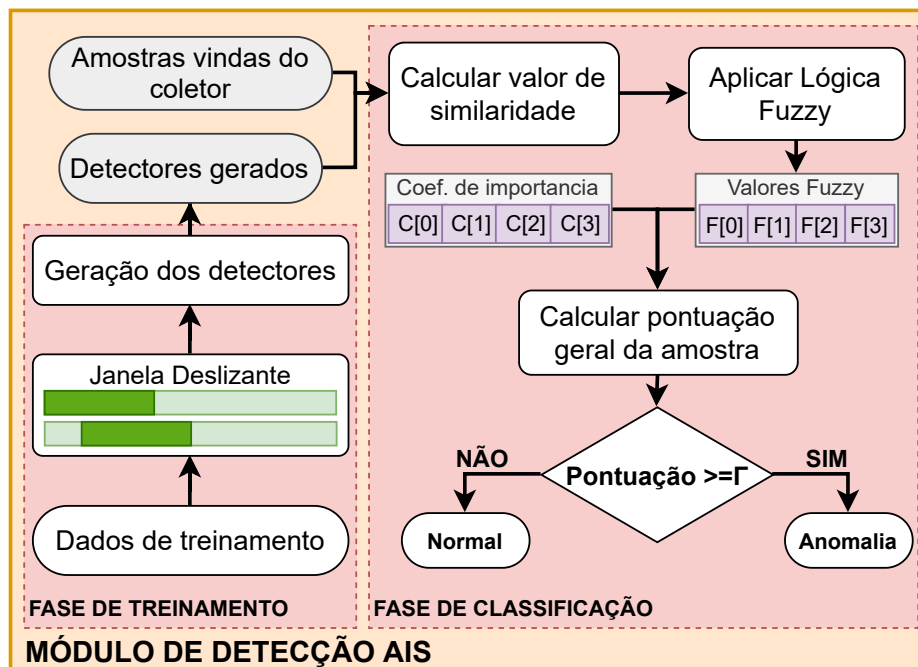 Amostras vindas do
coletor
Detectores gerados
Geração dos detectores
Janela Deslizante
Dados de treinamento
FASE DE TREINAMENTO
Calcular valor de
similaridade
Aplicar Lógica
Fuzzy
Coef. de importancia
C[0] C[1] C[2] C[3]
Valores Fuzzy
F[0] F[1] F[2] F[3]
Calcular pontuação
geral da amostra
Pontuação >=Γ
NÃO
SIM
Normal
Anomalia
FASE DE CLASSIFICAÇÃO
MÓDULO DE DETECÇÃO AIS